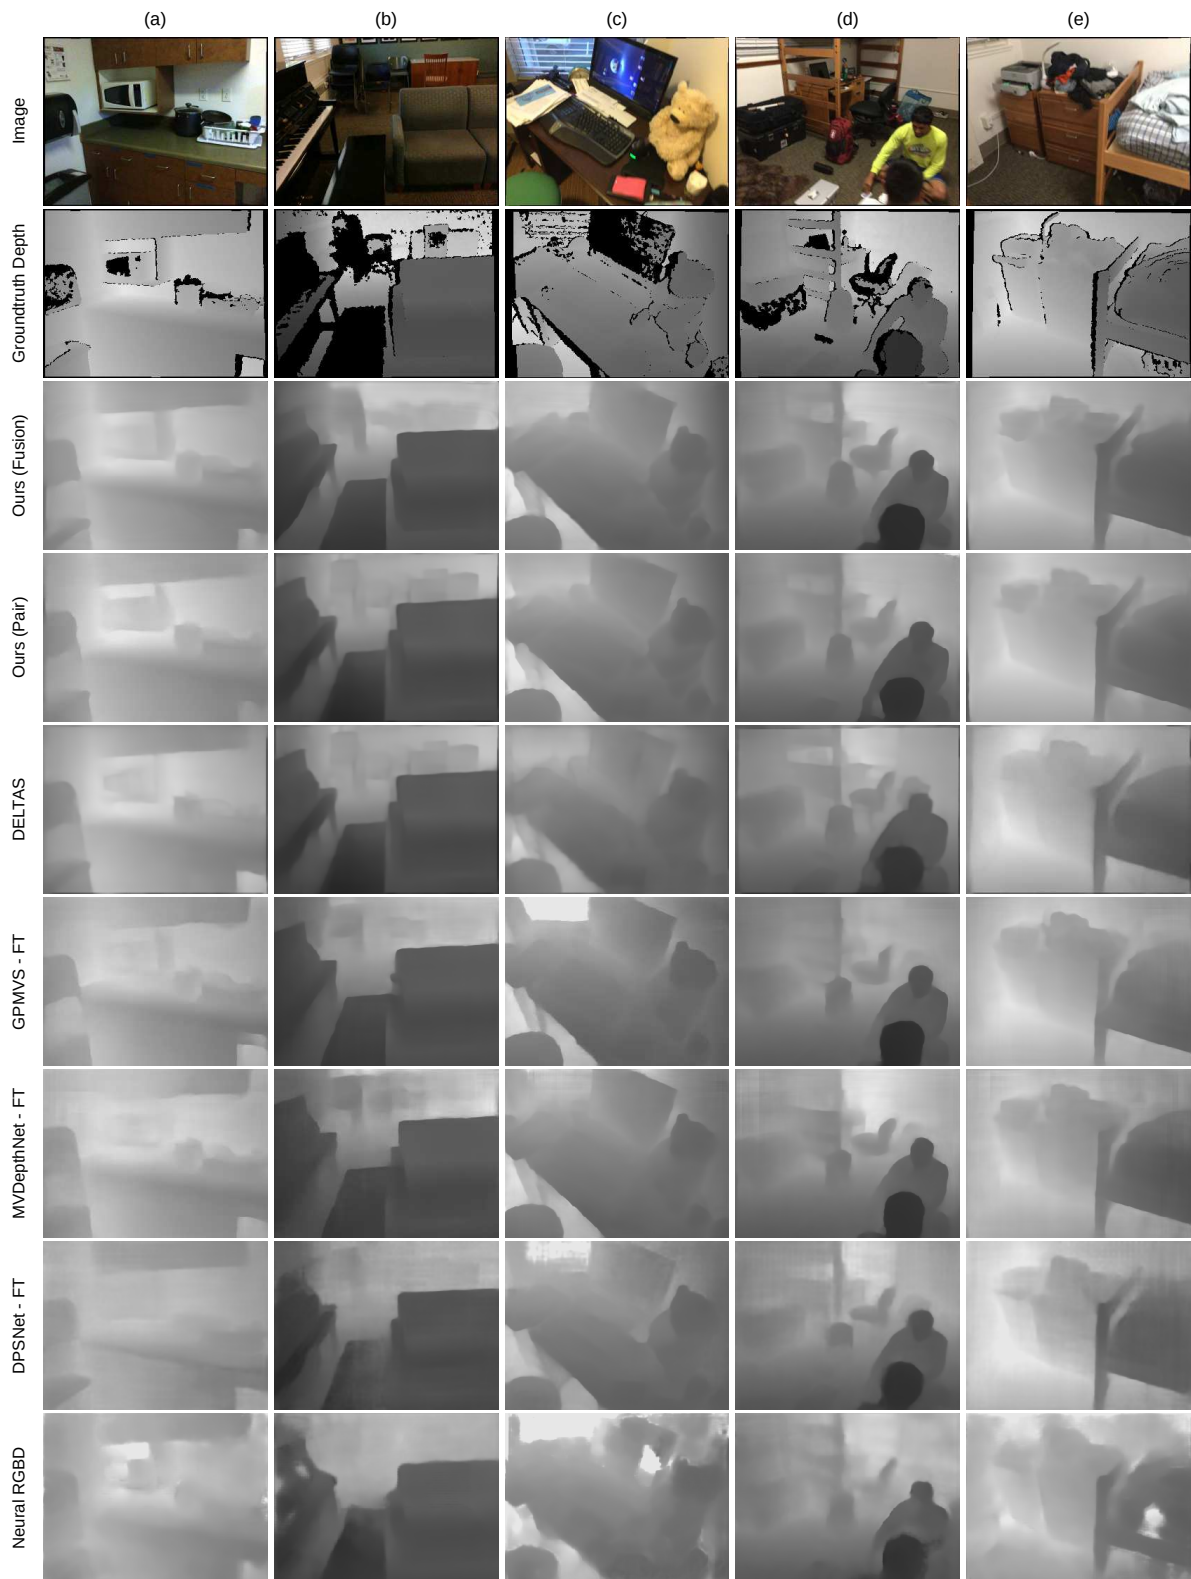 (a) (b) (c) (d) (e)
Image
Groundtruth Depth
Ours (Fusion)
Ours (Pair)
DELTAS
GPMVS - FT
MVDepthNet - FT
DPSNet - FT
Neural RGBD